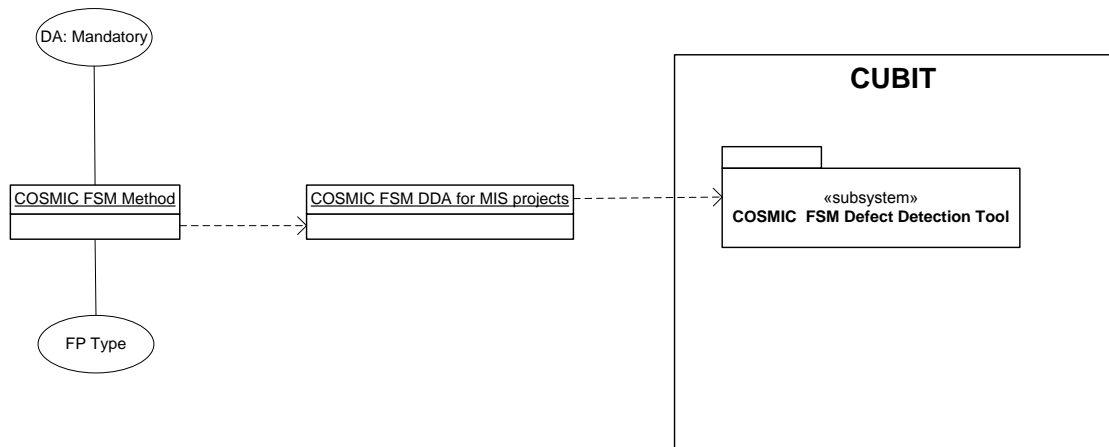 DA: Mandatory
CUBIT
«subsystem»
COSMIC FSM Defect Detection Tool
COSMIC FSM Method
COSMIC FSM DDA for MIS projects
FP Type